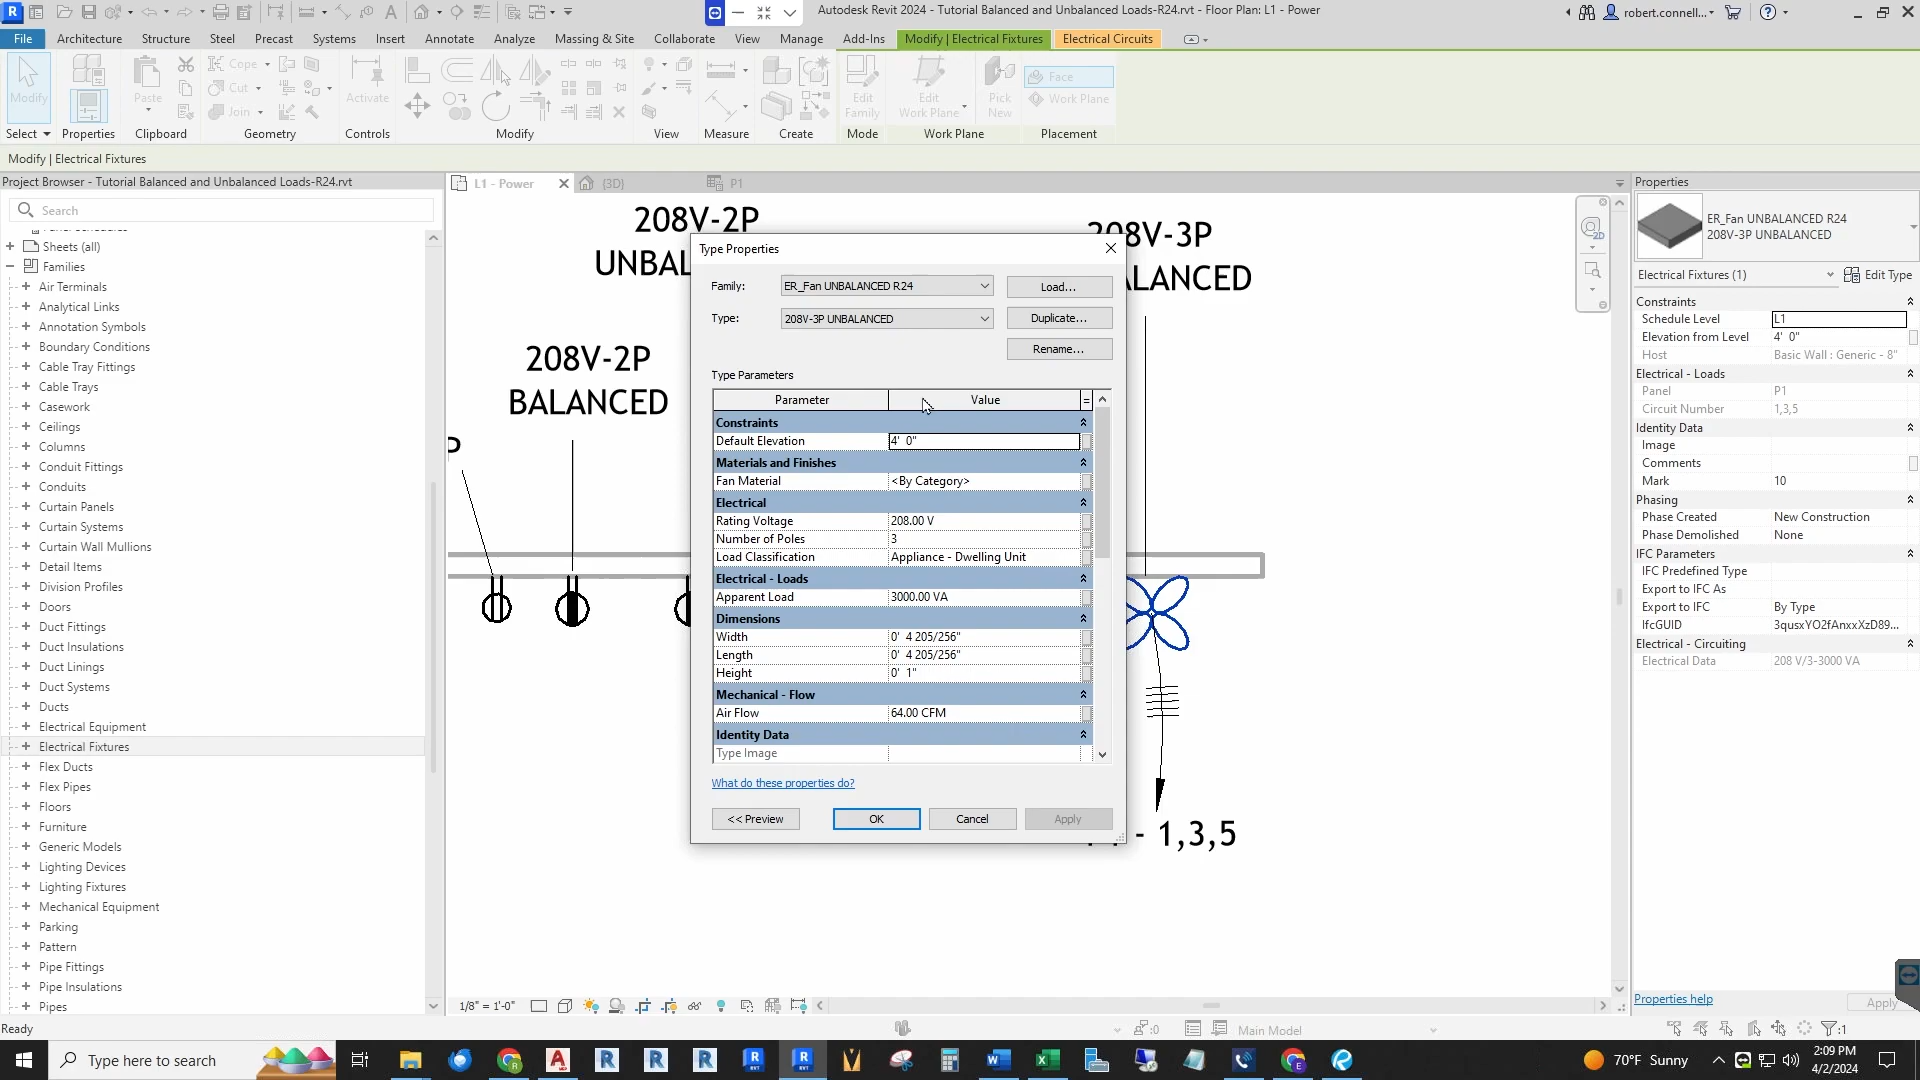 Autodesk Revit 2024 - Tutorial Balanced and Unbalanced Loads-R24.rvt - Floor Plan: L1 - Power
robert.connell...
File
Architecture
Structure
Steel
Precast
Systems
Insert
Annotate
Analyze
Massing & Site
Collaborate
View
Manage
Add-Ins
Modify | Electrical Fixtures
Electrical Circuits
Modify
Paste
Cope
Cut
Join
Activate
Edit
Family
Edit
Work Plane
Pick
New
Face
Work Plane
Select
Properties
Clipboard
Geometry
Controls
Modify
View
Measure
Create
Mode
Work Plane
Placement
Modify | Electrical Fixtures
Project Browser - Tutorial Balanced and Unbalanced Loads-R24.rvt
Search
Sheets (all)
Families
Air Terminals
Analytical Links
Annotation Symbols
Boundary Conditions
Cable Tray Fittings
Cable Trays
Casework
Ceilings
Columns
Conduit Fittings
Conduits
Curtain Panels
Curtain Systems
Curtain Wall Mullions
Detail Items
Division Profiles
Doors
Duct Fittings
Duct Insulations
Duct Linings
Duct Systems
Ducts
Electrical Equipment
Electrical Fixtures
Flex Ducts
Flex Pipes
Floors
Furniture
Generic Models
Lighting Devices
Lighting Fixtures
Mechanical Equipment
Parking
Pattern
Pipe Fittings
Pipe Insulations
Pipes
L1 - Power
{3D}
P1
208V-2P
UNBAL
208V-2P
BALANCED
P
208V-3P
LANCED
- 1,3,5
Type Properties
Family:
ER_Fan UNBALANCED R24
Load...
Type:
208V-3P UNBALANCED
Duplicate...
Rename...
Type Parameters
Parameter Value =
Constraints
Default Elevation 4' 0"
Materials and Finishes
Fan Material <By Category>
Electrical
Rating Voltage 208.00 V
Number of Poles 3
Load Classification Appliance - Dwelling Unit
Electrical - Loads
Apparent Load 3000.00 VA
Dimensions
Width 0' 4 205/256"
Length 0' 4 205/256"
Height 0' 1"
Mechanical - Flow
Air Flow 64.00 CFM
Identity Data
Type Image
What do these properties do?
<< Preview
OK
Cancel
Apply
Properties
ER_Fan UNBALANCED R24
208V-3P UNBALANCED
Electrical Fixtures (1)
Edit Type
Constraints
Schedule Level L1
Elevation from Level 4' 0"
Host Basic Wall : Generic - 8"
Electrical - Loads
Panel P1
Circuit Number 1,3,5
Identity Data
Image
Comments
Mark 10
Phasing
Phase Created New Construction
Phase Demolished None
IFC Parameters
IFC Predefined Type
Export to IFC As
Export to IFC By Type
IfcGUID 3qusxYO2fAnxxXzD89...
Electrical - Circuiting
Electrical Data 208 V/3-3000 VA
Properties help
Apply
1/8" = 1'-0"
Ready
:0
Main Model
:1
Type here to search
70°F Sunny
2:09 PM
4/2/2024